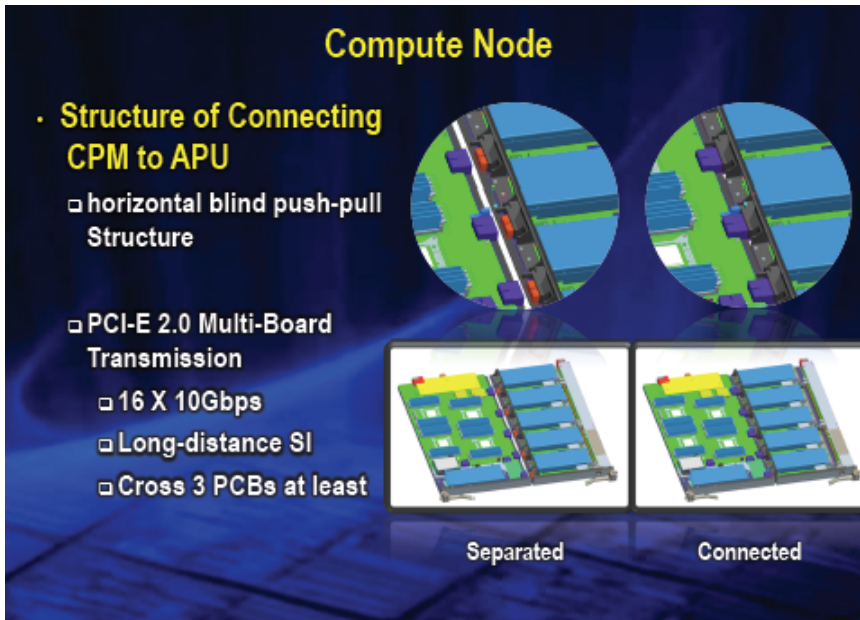 Compute Node
· Structure of Connecting
CPM to APU
horizontal blind push-pull
Structure
PCI-E 2.0 Multi-Board
Transmission
16 X 10Gbps
Long-distance SI
Cross 3 PCBs at least
Separated
Connected